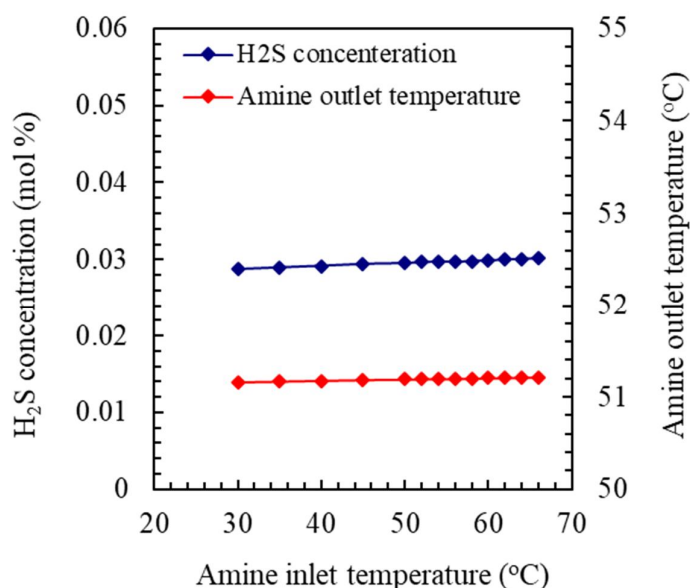 0.06
0.05
0.04
0.03
0.02
0.01
0
H₂S concentration (mol %)
H2S concenteration
Amine outlet temperature
55
54
53
52
51
50
Amine outlet temperature (°C)
20 30 40 50 60 70
Amine inlet temperature (°C)